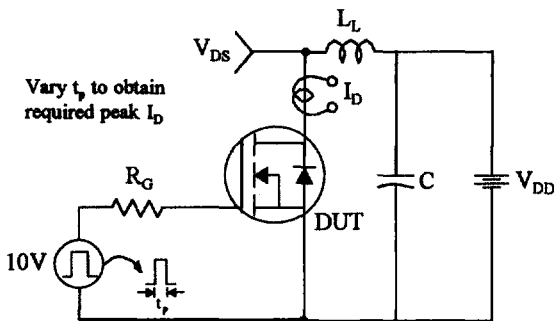 L_L
V_DS
Vary t_p to obtain
required peak I_D
I_D
R_G
C
V_DD
DUT
10V
t_p